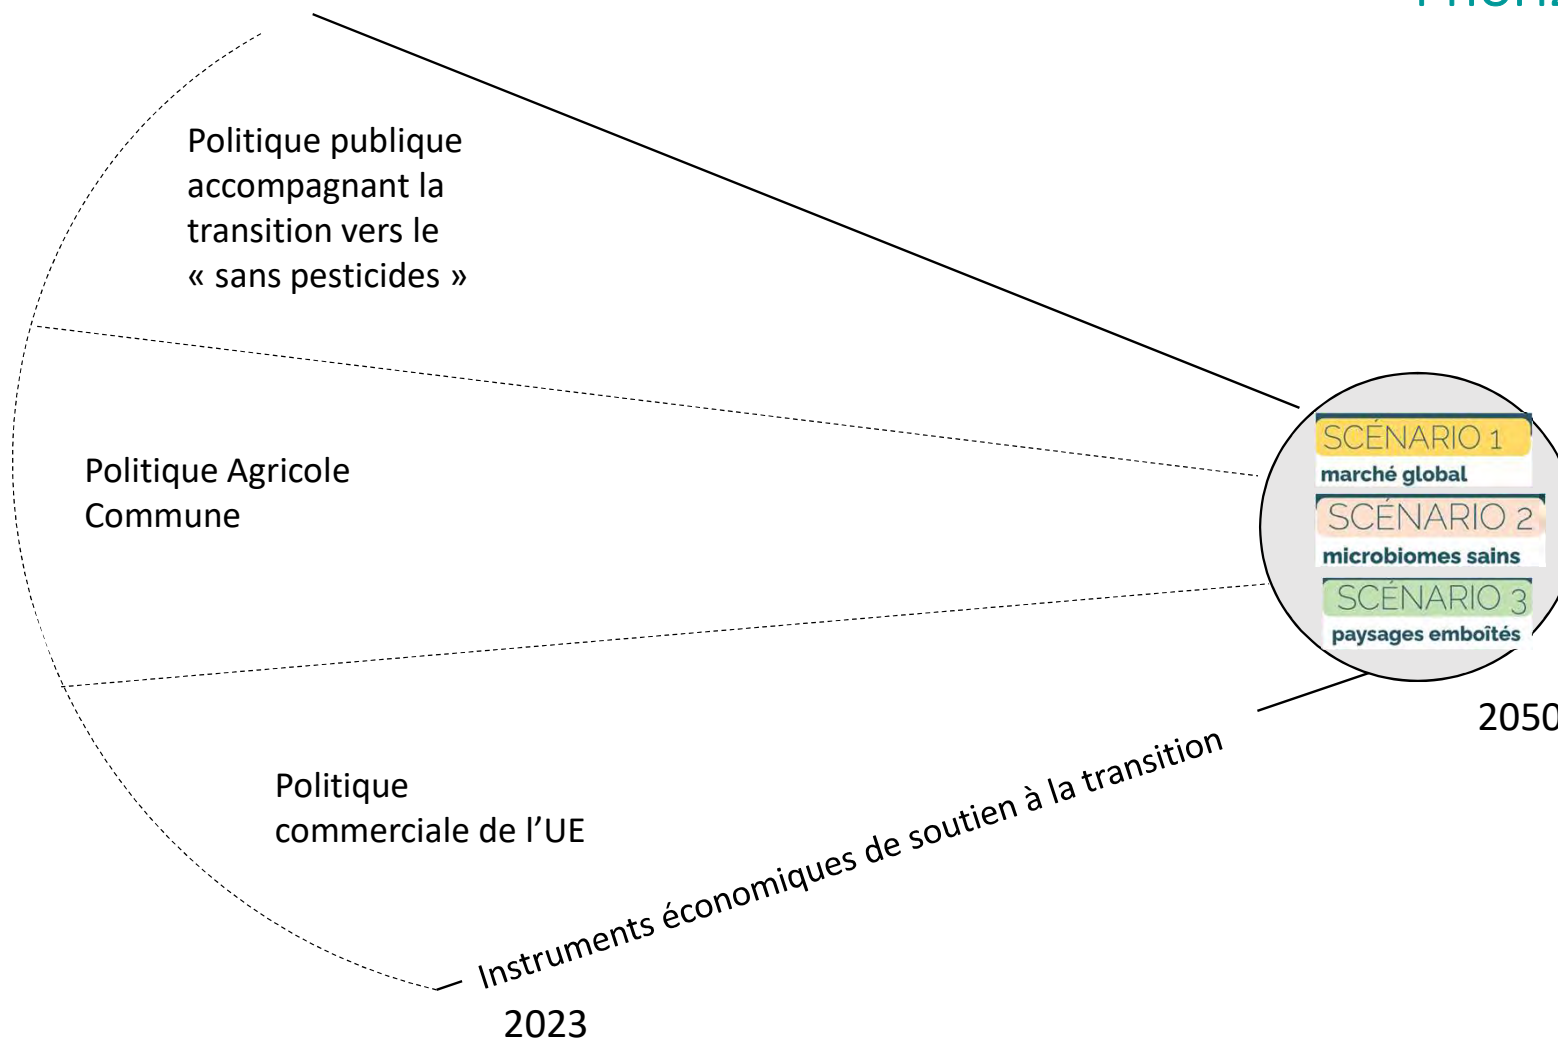 Politique publique
accompagnant la
transition vers le
« sans pesticides »
Politique Agricole
Commune
Politique
commerciale de l’UE
Instruments économiques de soutien à la transition
2023
SCÉNARIO 1
marché global
SCÉNARIO 2
microbiomes sains
SCÉNARIO 3
paysages emboîtés
2050